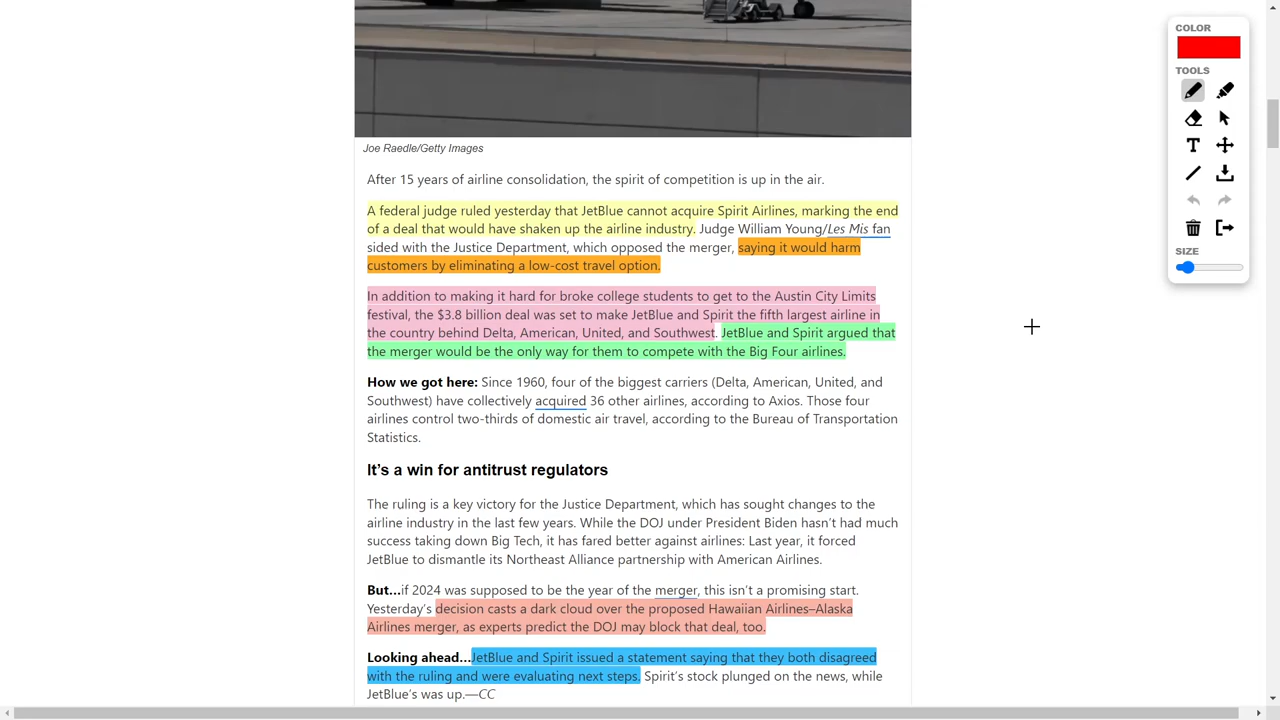 Joe Raedle/Getty Images
After 15 years of airline consolidation, the spirit of competition is up in the air.
A federal judge ruled yesterday that JetBlue cannot acquire Spirit Airlines, marking the end
of a deal that would have shaken up the airline industry. Judge William Young/Les Mis fan
sided with the Justice Department, which opposed the merger, saying it would harm
customers by eliminating a low-cost travel option.
In addition to making it hard for broke college students to get to the Austin City Limits
festival, the $3.8 billion deal was set to make JetBlue and Spirit the fifth largest airline in
the country behind Delta, American, United, and Southwest. JetBlue and Spirit argued that
the merger would be the only way for them to compete with the Big Four airlines.
How we got here: Since 1960, four of the biggest carriers (Delta, American, United, and
Southwest) have collectively acquired 36 other airlines, according to Axios. Those four
airlines control two-thirds of domestic air travel, according to the Bureau of Transportation
Statistics.
It's a win for antitrust regulators
The ruling is a key victory for the Justice Department, which has sought changes to the
airline industry in the last few years. While the DOJ under President Biden hasn't had much
success taking down Big Tech, it has fared better against airlines: Last year, it forced
JetBlue to dismantle its Northeast Alliance partnership with American Airlines.
But…if 2024 was supposed to be the year of the merger, this isn't a promising start.
Yesterday's decision casts a dark cloud over the proposed Hawaiian Airlines–Alaska
Airlines merger, as experts predict the DOJ may block that deal, too.
Looking ahead…JetBlue and Spirit issued a statement saying that they both disagreed
with the ruling and were evaluating next steps. Spirit's stock plunged on the news, while
JetBlue's was up.—CC
COLOR
TOOLS
T
SIZE